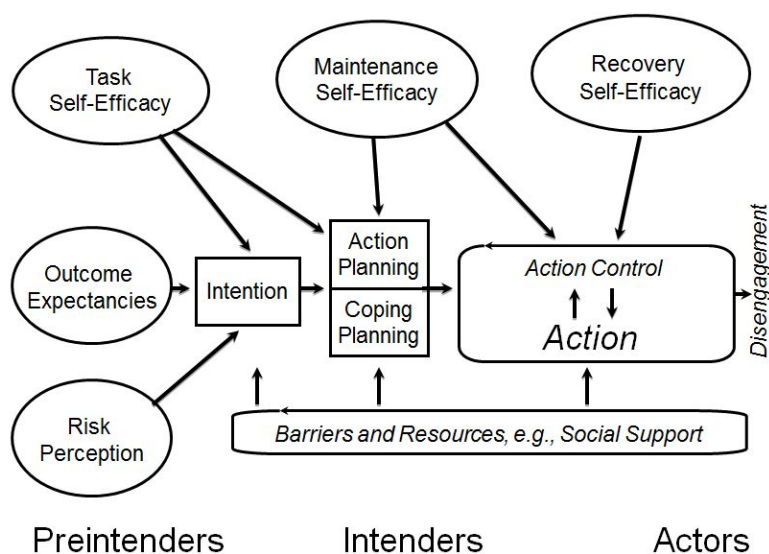 Task
Self-Efficacy
Maintenance
Self-Efficacy
Recovery
Self-Efficacy
Outcome
Expectancies
Intention
Action
Planning
Coping
Planning
Action Control
Action
Disengagement
Risk
Perception
Barriers and Resources, e.g., Social Support
Preintenders
Intenders
Actors